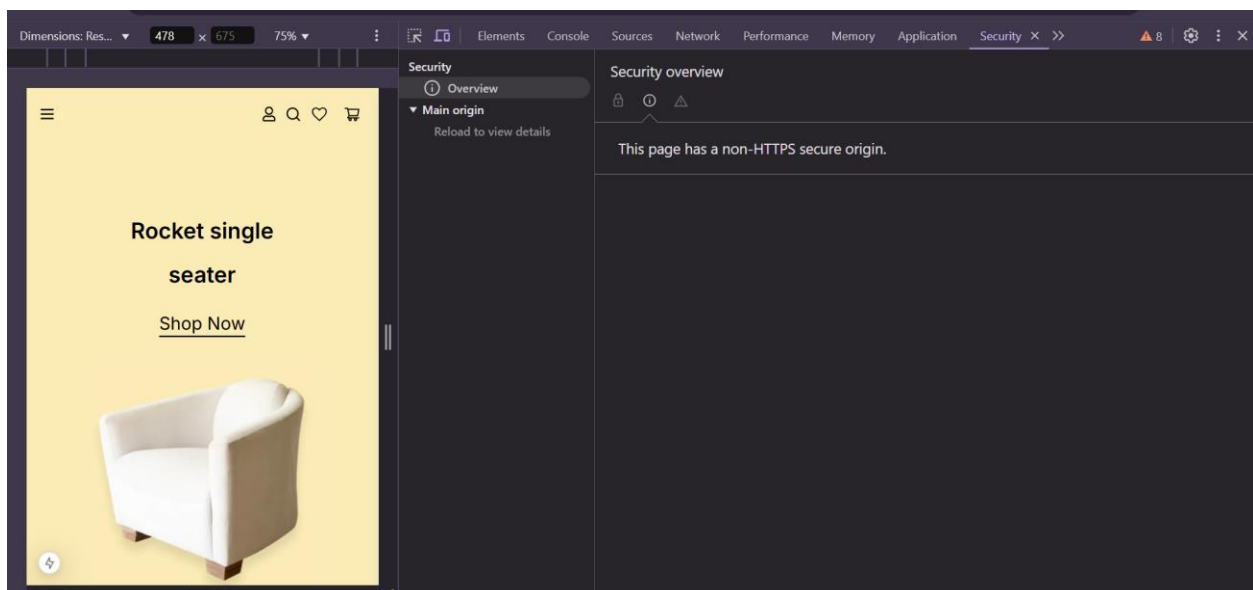 Dimensions: Res... ▼ 478 x 675 75% ▼
Elements Console Sources Network Performance Memory Application Security × >> 8
Security
Overview
Main origin
Reload to view details
Security overview
This page has a non-HTTPS secure origin.
Rocket single
seater
Shop Now